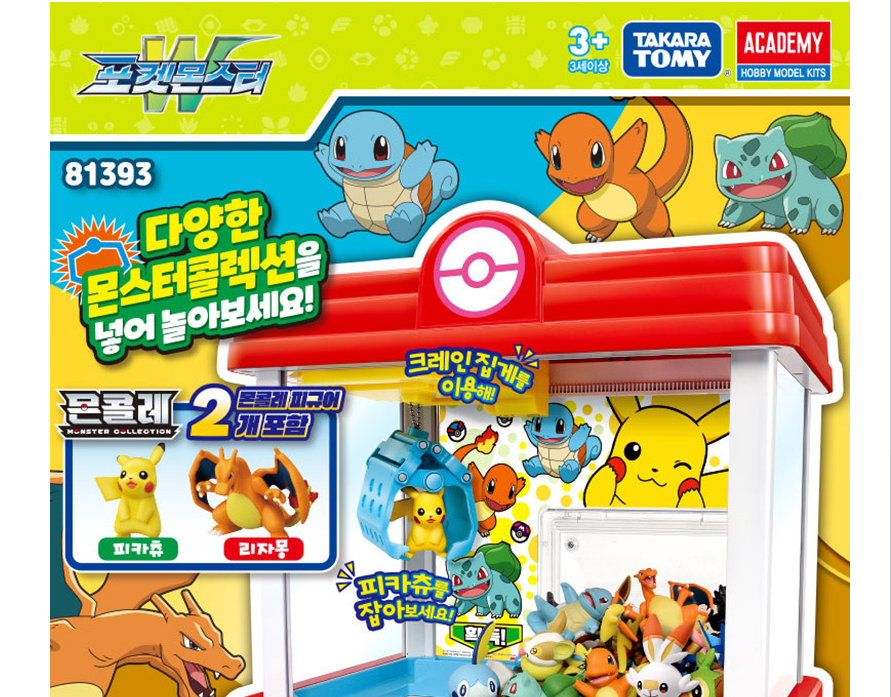 포켓몬스터
W
3+
3세이상
TAKARA
TOMY
®
ACADEMY
HOBBY MODEL KITS
81393
다양한
몬스터콜렉션을
넣어 놀아보세요!
크레인 집게를
이용해!
몬콜레
MONSTER COLLECTION
2 몬콜레 피규어
개 포함
피카츄
리자몽
피카츄를
잡아보세요!
획득!